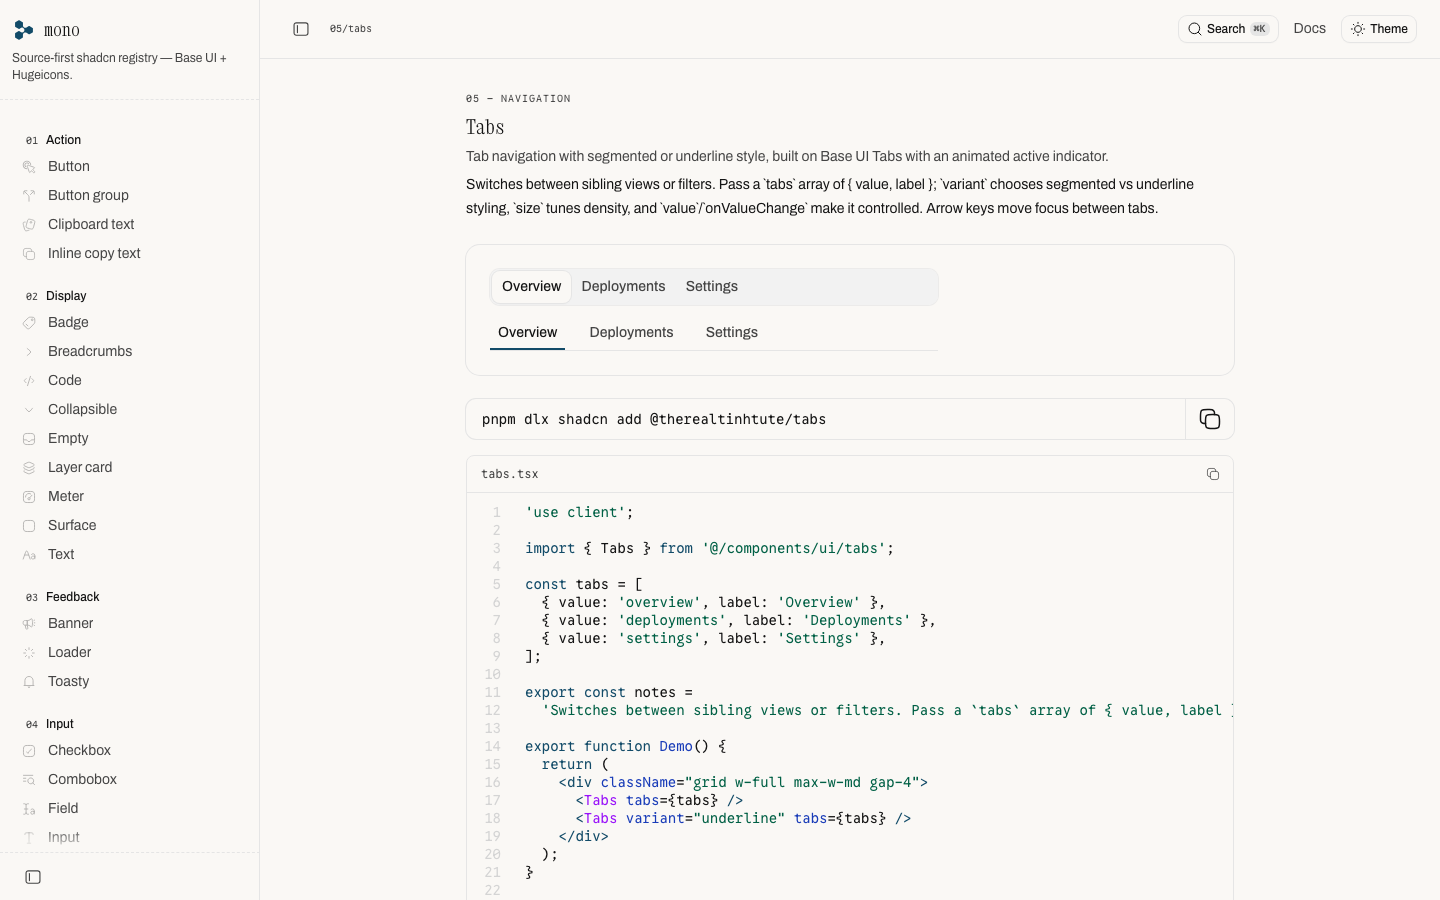 mono
Source-first shadcn registry — Base UI + Hugeicons.
01 Action
Button
Button group
Clipboard text
Inline copy text
02 Display
Badge
Breadcrumbs
Code
Collapsible
Empty
Layer card
Meter
Surface
Text
03 Feedback
Banner
Loader
Toasty
04 Input
Checkbox
Combobox
Field
Input
05/tabs
Search ⌘K
Docs
Theme
05 — NAVIGATION
Tabs
Tab navigation with segmented or underline style, built on Base UI Tabs with an animated active indicator.
Switches between sibling views or filters. Pass a `tabs` array of { value, label }; `variant` chooses segmented vs underline
styling, `size` tunes density, and `value`/`onValueChange` make it controlled. Arrow keys move focus between tabs.
Overview Deployments Settings
Overview Deployments Settings
pnpm dlx shadcn add @therealtinhtute/tabs
tabs.tsx
1 'use client';
2
3 import { Tabs } from '@/components/ui/tabs';
4
5 const tabs = [
6 { value: 'overview', label: 'Overview' },
7 { value: 'deployments', label: 'Deployments' },
8 { value: 'settings', label: 'Settings' },
9 ];
10
11 export const notes =
12 'Switches between sibling views or filters. Pass a `tabs` array of { value, label }
13
14 export function Demo() {
15 return (
16 <div className="grid w-full max-w-md gap-4">
17 <Tabs tabs={tabs} />
18 <Tabs variant="underline" tabs={tabs} />
19 </div>
20 );
21 }
22